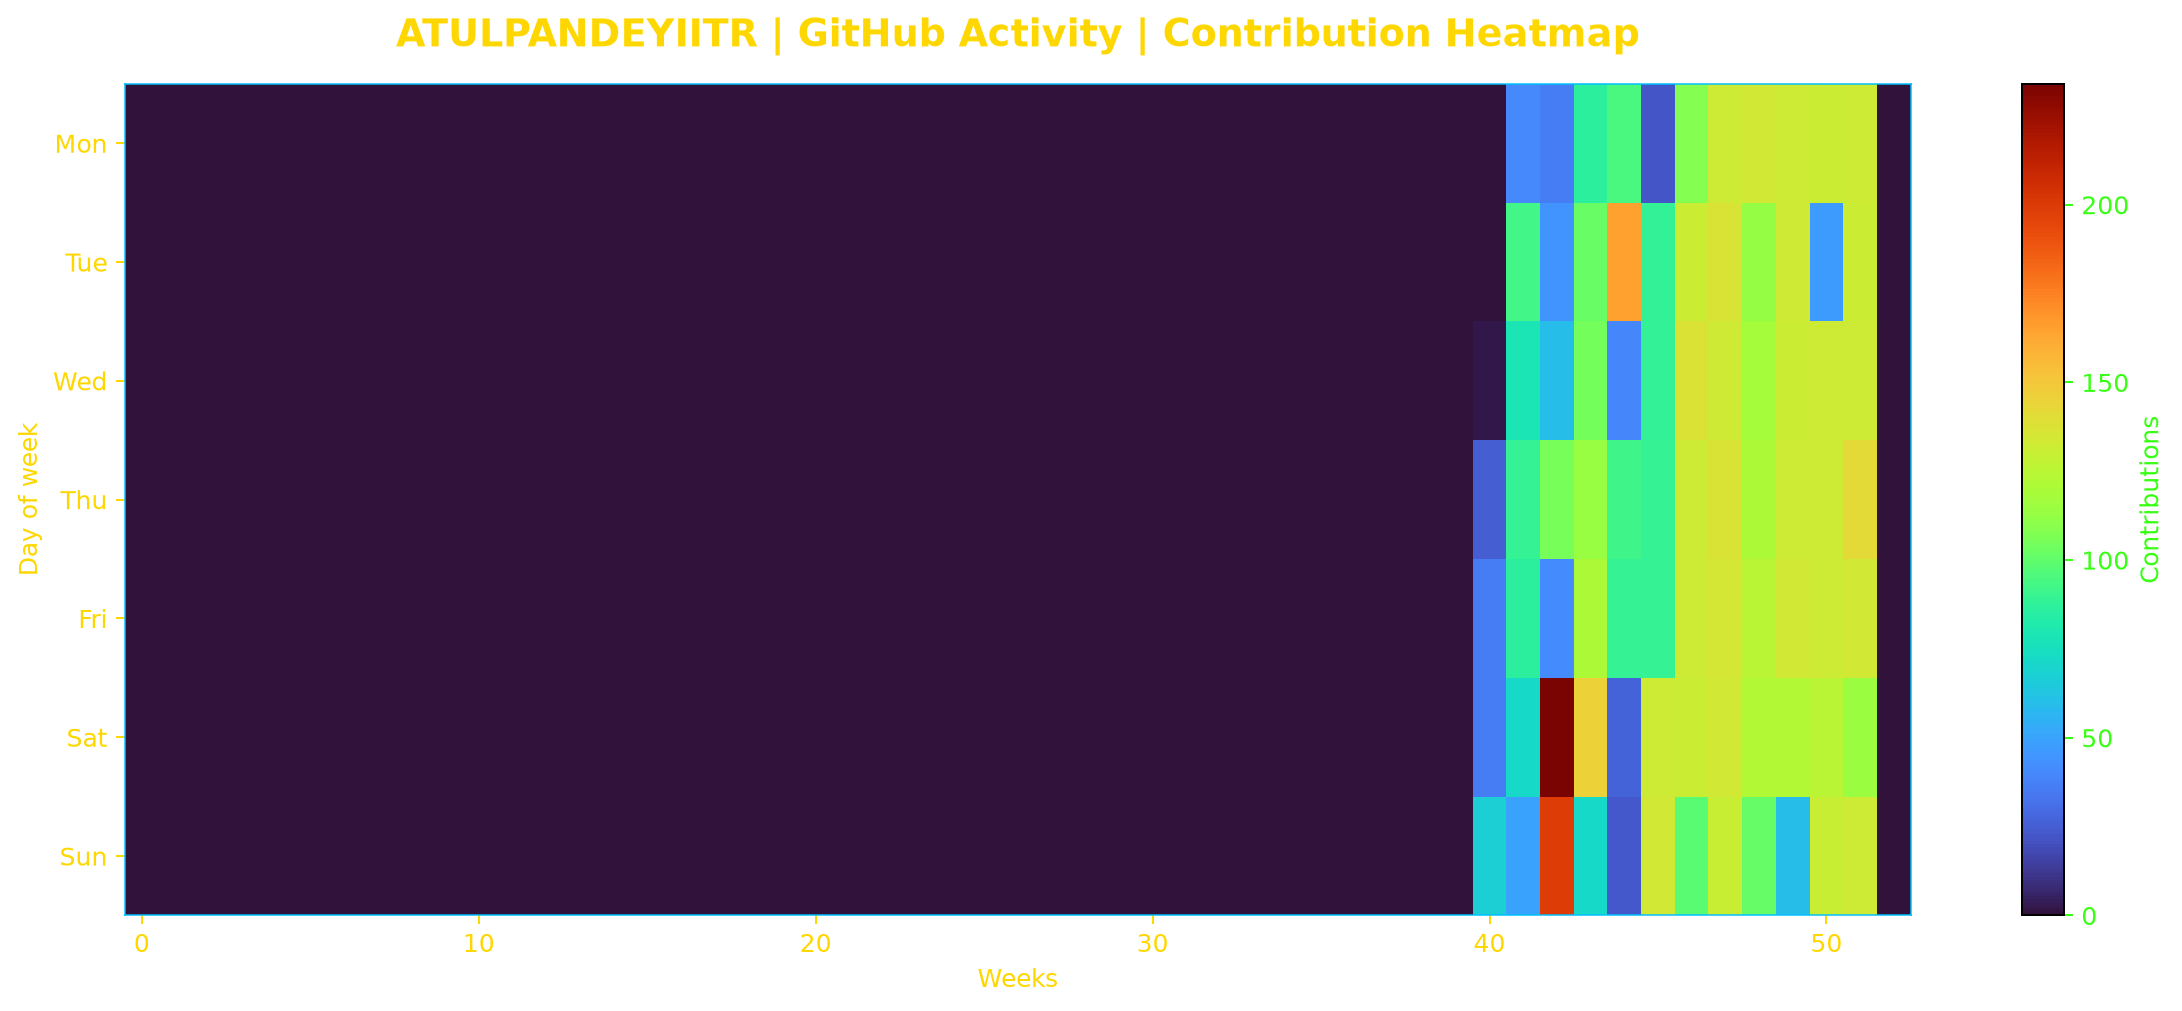 ATULPANDEYIITR | GitHub Activity | Contribution Heatmap
Day of week
Mon
Tue
Wed
Thu
Fri
Sat
Sun
0 10 20 30 40 50
Weeks
200
150
100
50
0
Contributions